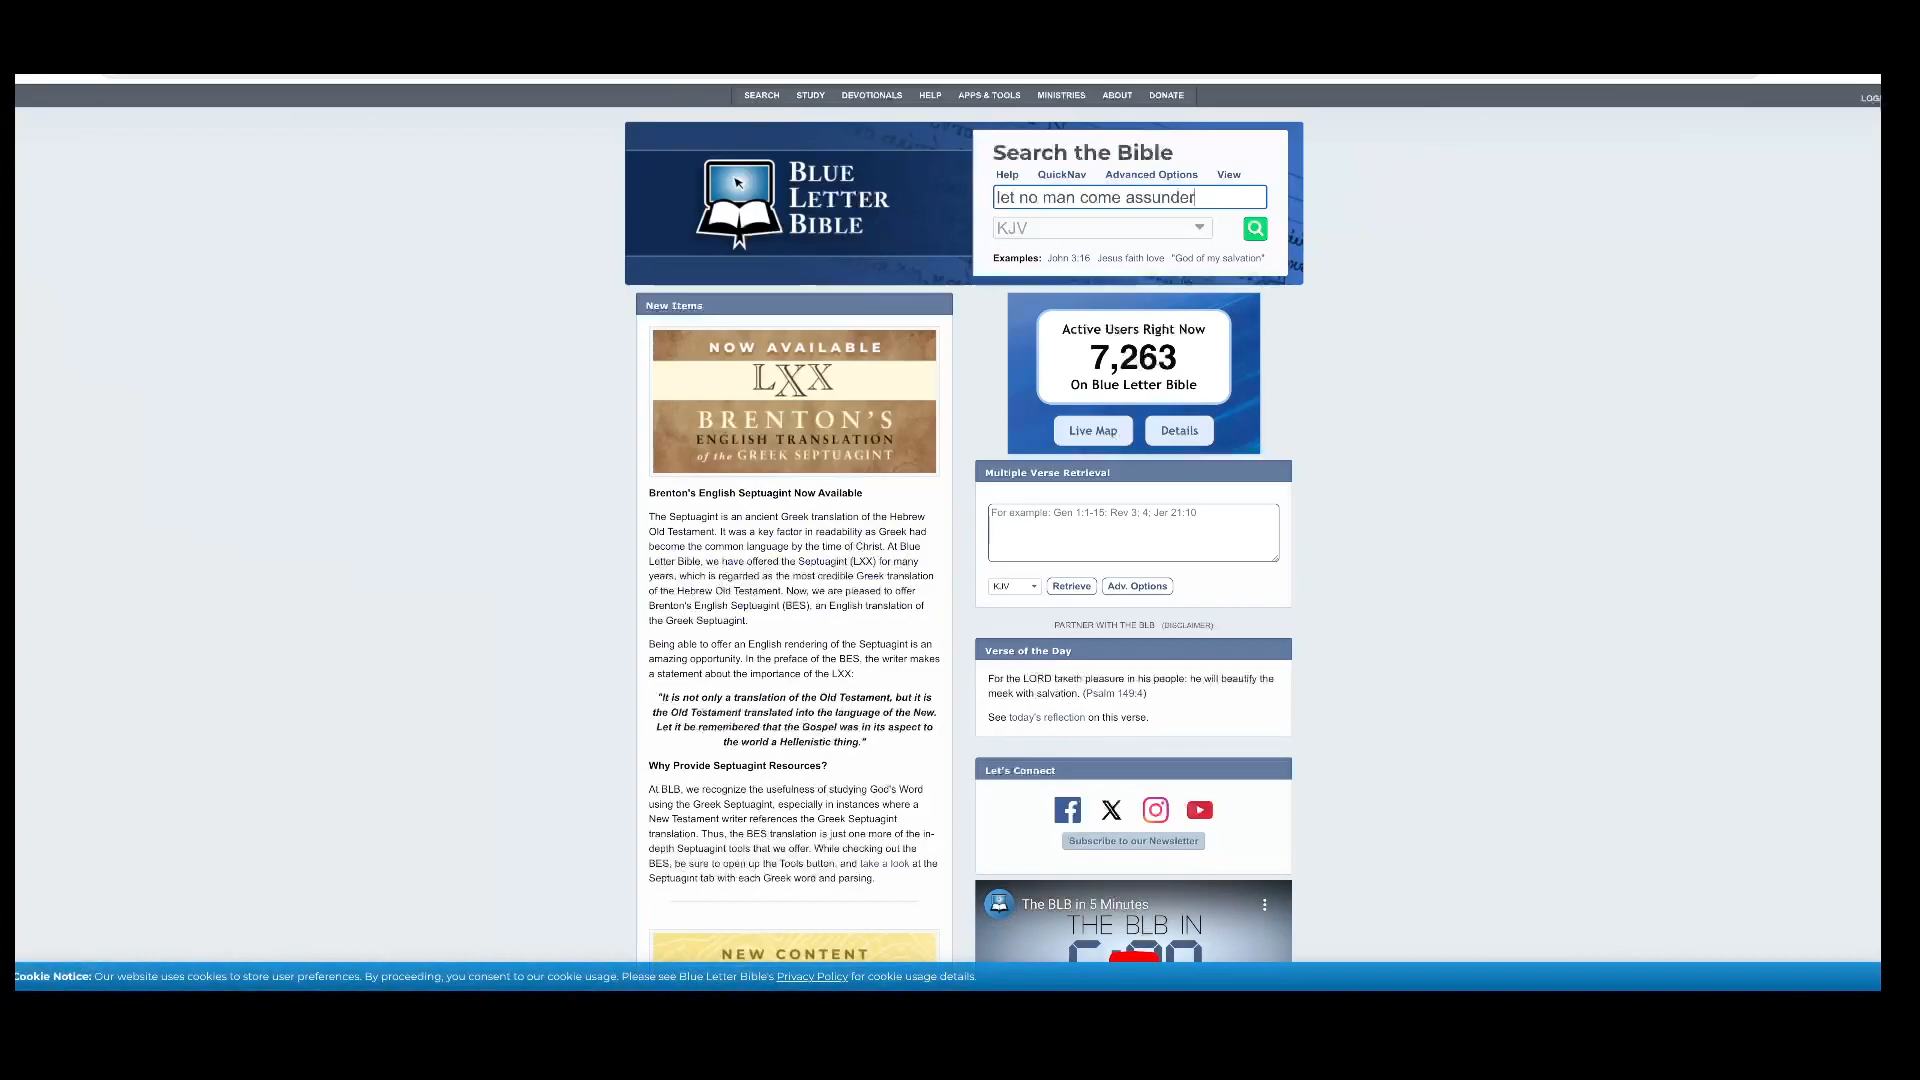 SEARCH STUDY DEVOTIONALS HELP APPS & TOOLS MINISTRIES ABOUT DONATE
BLUE
LETTER
BIBLE
Search the Bible
Help QuickNav Advanced Options View
let no man come assunder
KJV
Examples: John 3:16 Jesus faith love "God of my salvation"
New Items
NOW AVAILABLE
LXX
BRENTON'S
ENGLISH TRANSLATION
of the GREEK SEPTUAGINT
Brenton's English Septuagint Now Available
The Septuagint is an ancient Greek translation of the Hebrew
Old Testament. It was a key factor in readability as Greek had
become the common language by the time of Christ. At Blue
Letter Bible, we have offered the Septuagint (LXX) for many
years, which is regarded as the most credible Greek translation
of the Hebrew Old Testament. Now, we are pleased to offer
Brenton's English Septuagint (BES), an English translation of
the Greek Septuagint.
Being able to offer an English rendering of the Septuagint is an
amazing opportunity. In the preface of the BES, the writer makes
a statement about the importance of the LXX:
"It is not only a translation of the Old Testament, but it is
the Old Testament translated into the language of the New.
Let it be remembered that the Gospel was in its aspect to
the world a Hellenistic thing."
Why Provide Septuagint Resources?
At BLB, we recognize the usefulness of studying God's Word
using the Greek Septuagint, especially in instances where a
New Testament writer references the Greek Septuagint
translation. Thus, the BES translation is just one more of the in-
depth Septuagint tools that we offer. While checking out the
BES, be sure to open up the Tools button, and take a look at the
Septuagint tab with each Greek word and parsing.
NEW CONTENT
Active Users Right Now
7,263
On Blue Letter Bible
Live Map Details
Multiple Verse Retrieval
For example: Gen 1:1-15; Rev 3; 4; Jer 21:10
KJV Retrieve Adv. Options
PARTNER WITH THE BLB (DISCLAIMER)
Verse of the Day
For the LORD taketh pleasure in his people: he will beautify the
meek with salvation. (Psalm 149:4)
See today's reflection on this verse.
Let's Connect
Subscribe to our Newsletter
The BLB in 5 Minutes
THE BLB IN
Cookie Notice: Our website uses cookies to store user preferences. By proceeding, you consent to our cookie usage. Please see Blue Letter Bible's Privacy Policy for cookie usage details.